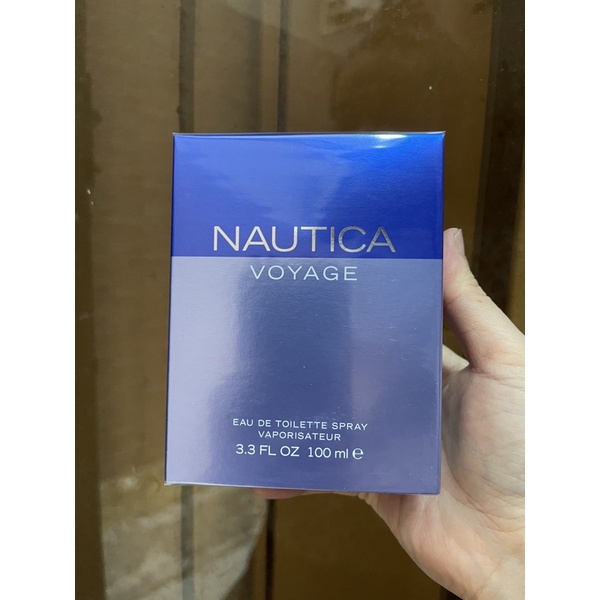 NAUTICA
VOYAGE
EAU DE TOILETTE SPRAY
VAPORISATEUR
3.3 FL OZ 100 ml ℮